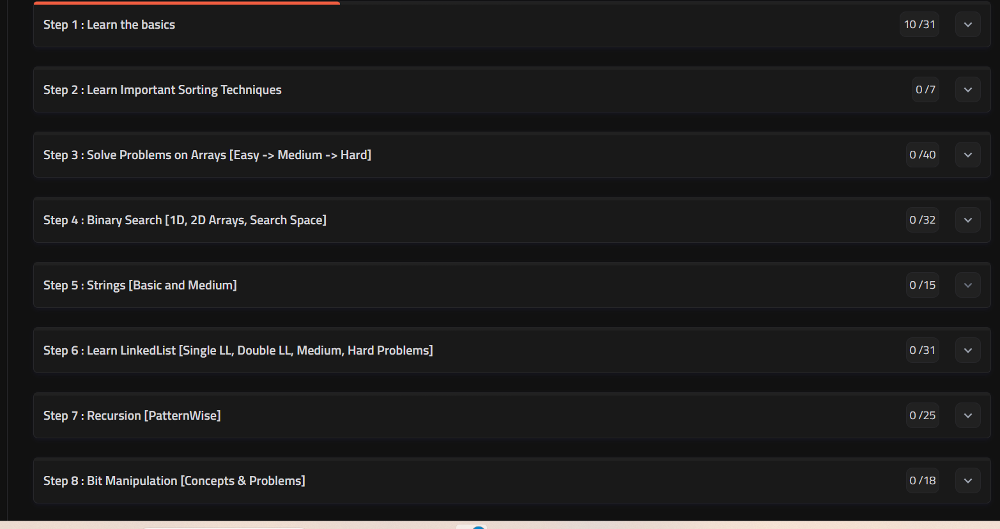 Step 1 : Learn the basics 10 /31
Step 2 : Learn Important Sorting Techniques 0 /7
Step 3 : Solve Problems on Arrays [Easy -> Medium -> Hard] 0 /40
Step 4 : Binary Search [1D, 2D Arrays, Search Space] 0 /32
Step 5 : Strings [Basic and Medium] 0 /15
Step 6 : Learn LinkedList [Single LL, Double LL, Medium, Hard Problems] 0 /31
Step 7 : Recursion [PatternWise] 0 /25
Step 8 : Bit Manipulation [Concepts & Problems] 0 /18